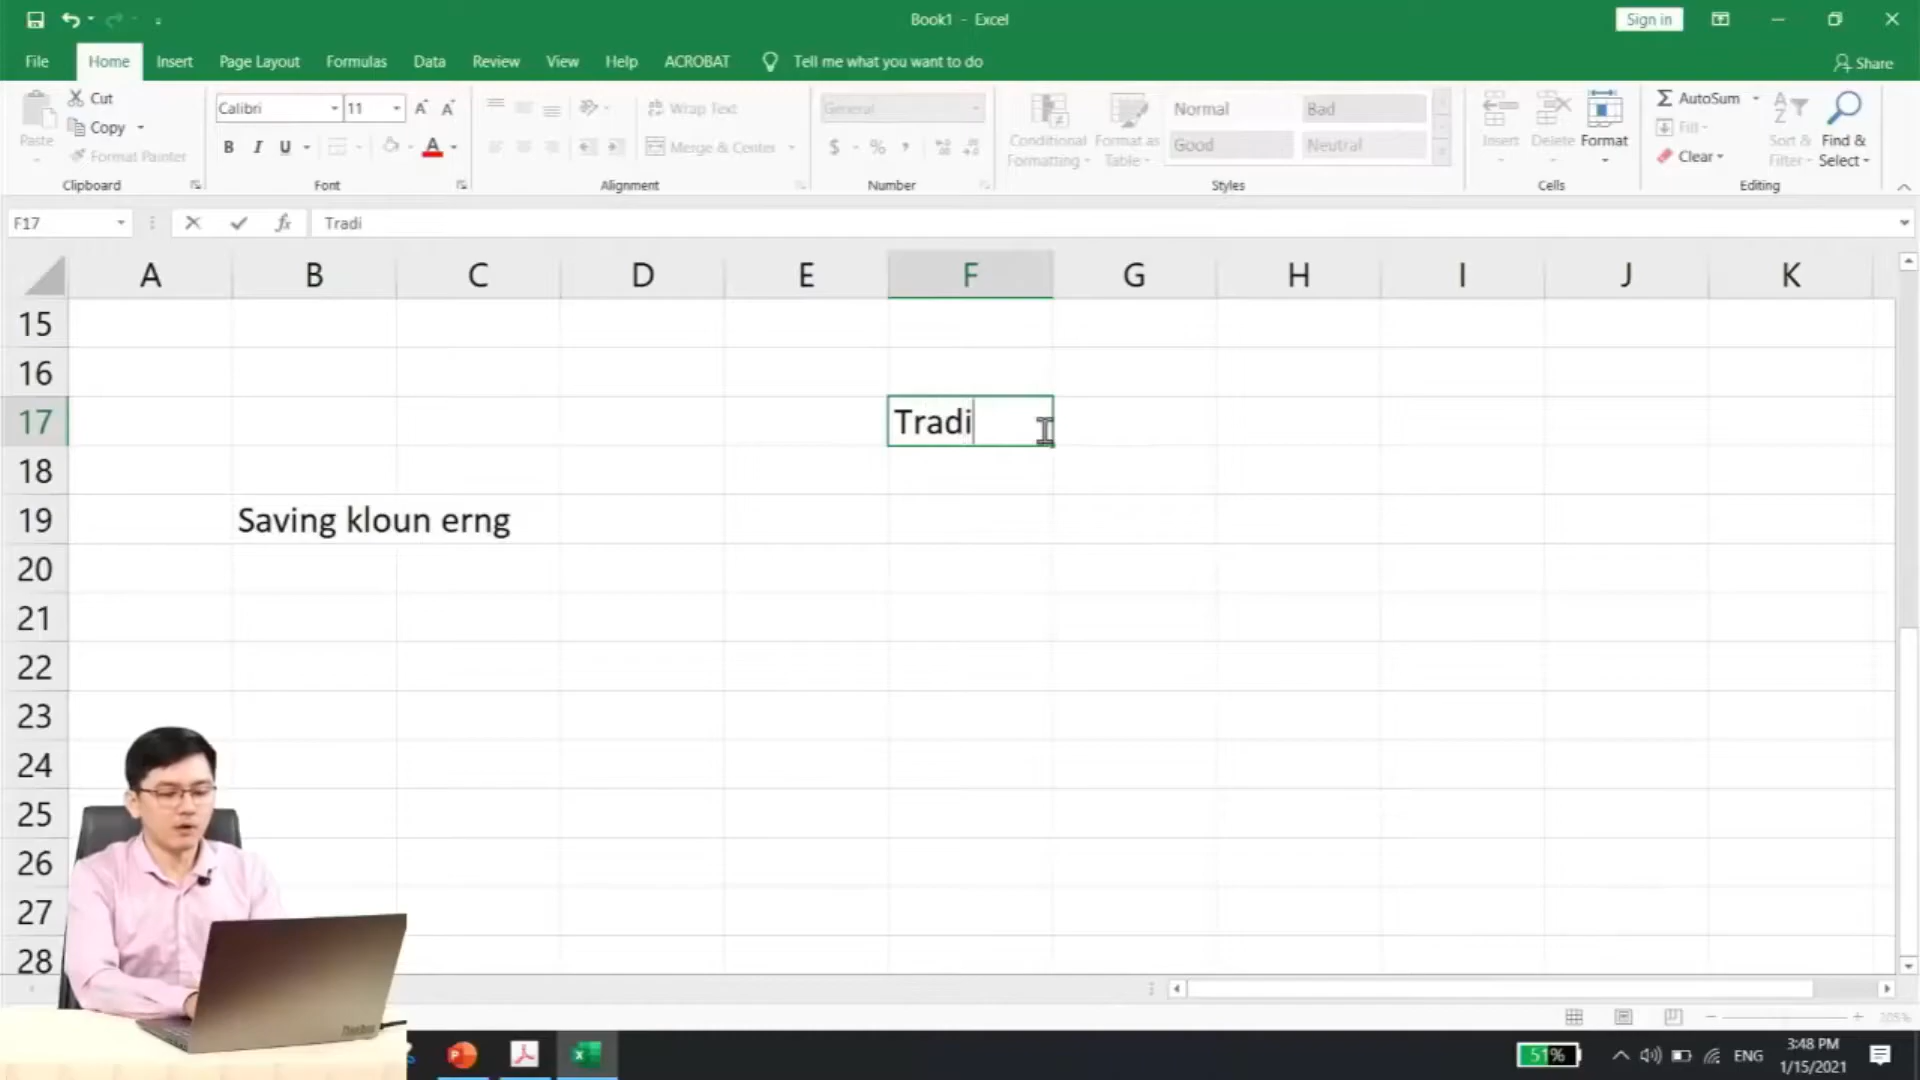 Book1 - Excel
Sign in
File Home Insert Page Layout Formulas Data Review View Help ACROBAT Tell me what you want to do
Share
Paste
Cut
Copy
Format Painter
Clipboard
Calibri 11
B I U
Font
Wrap Text
Merge & Center
Alignment
General
$ % ,
Number
Conditional Formatting
Format as Table
Normal Bad
Good Neutral
Styles
Insert Delete Format
Cells
AutoSum
Fill
Clear
Sort & Filter
Find & Select
Editing
F17 fx Tradi
A B C D E F G H I J K
15
16
17 Tradi
18
19 Saving kloun erng
20
21
22
23
24
25
26
27
28
205%
51% ENG
3:48 PM
1/15/2021